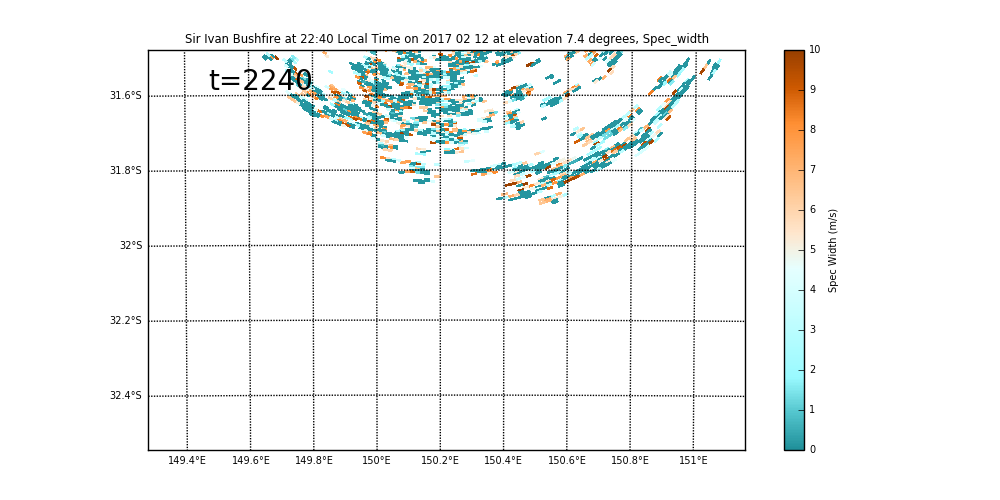 Sir Ivan Bushfire at 22:40 Local Time on 2017 02 12 at elevation 7.4 degrees, Spec_width
t=2240
31.6°S
31.8°S
32°S
32.2°S
32.4°S
149.4°E 149.6°E 149.8°E 150°E 150.2°E 150.4°E 150.6°E 150.8°E 151°E
10
9
8
7
6
5
4
3
2
1
0
Spec Width (m/s)